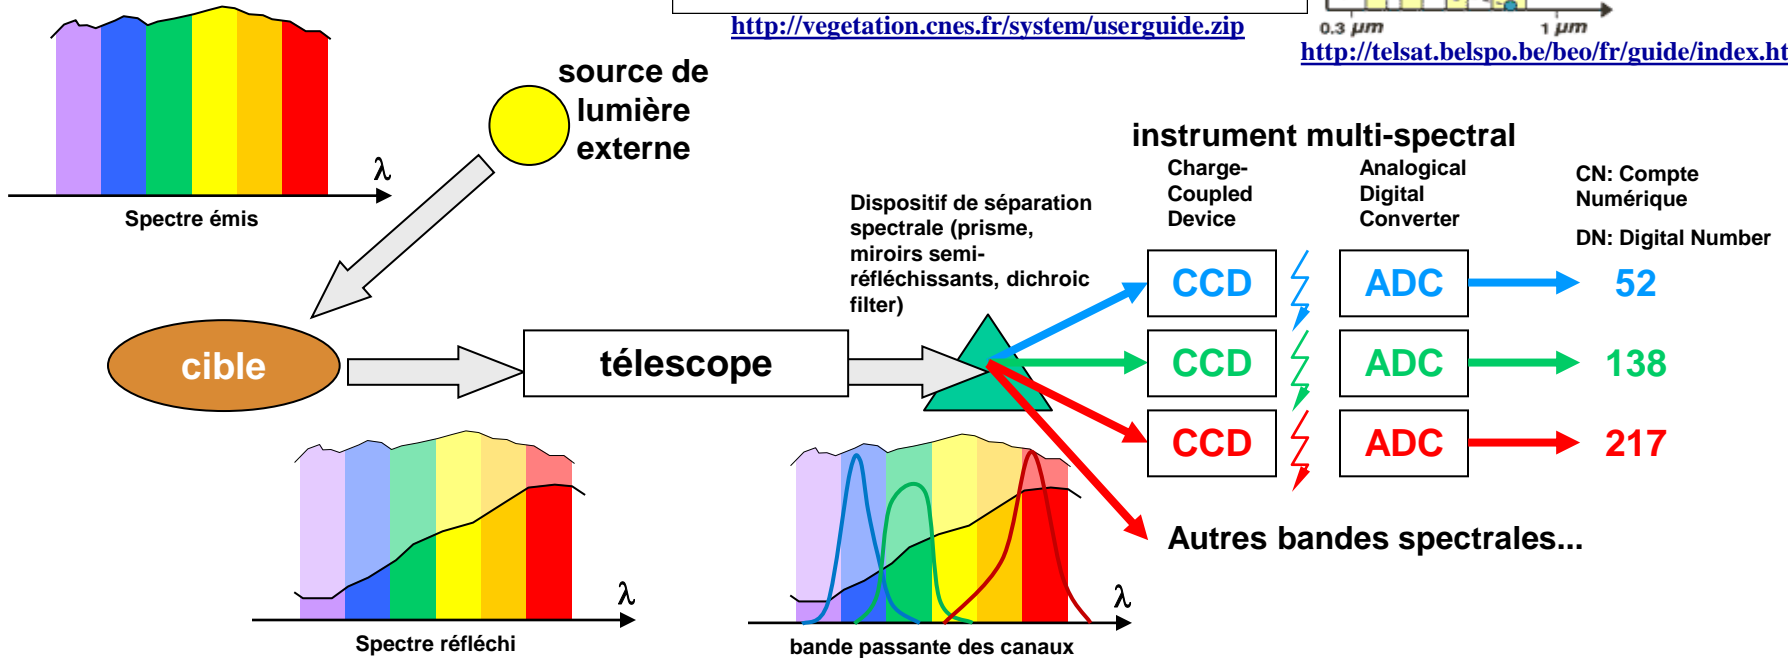 http://vegetation.cnes.fr/system/userguide.zip
0.3 µm
1 µm
http://telsat.belspo.be/beo/fr/guide/index.ht
λ
Spectre émis
source de
lumière
externe
instrument multi-spectral
Charge-
Coupled
Device
Analogical
Digital
Converter
CN: Compte
Numérique
DN: Digital Number
Dispositif de séparation
spectrale (prisme,
miroirs semi-
réfléchissants, dichroic
filter)
CCD
ADC
52
cible
télescope
CCD
ADC
138
CCD
ADC
217
Autres bandes spectrales...
λ
Spectre réfléchi
λ
bande passante des canaux